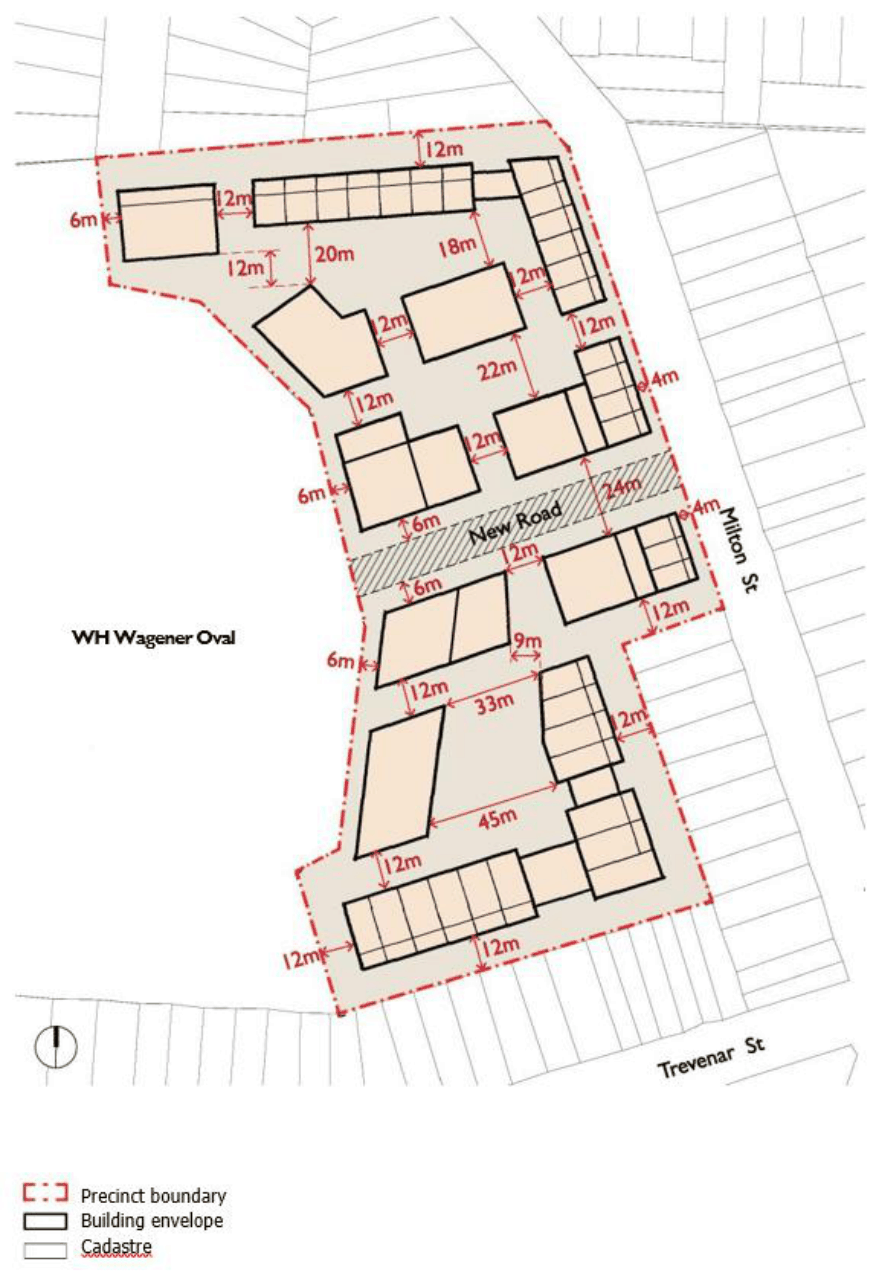 12m
12m
6m
20m
18m
12m
12m
12m
12m
22m
4m
12m
12m
6m
24m
6m
New Road
4m
12m
Milton St
6m
12m
WH Wagener Oval
9m
6m
12m
33m
12m
45m
12m
12m
12m
Trevenar St
Precinct boundary
Building envelope
Cadastre